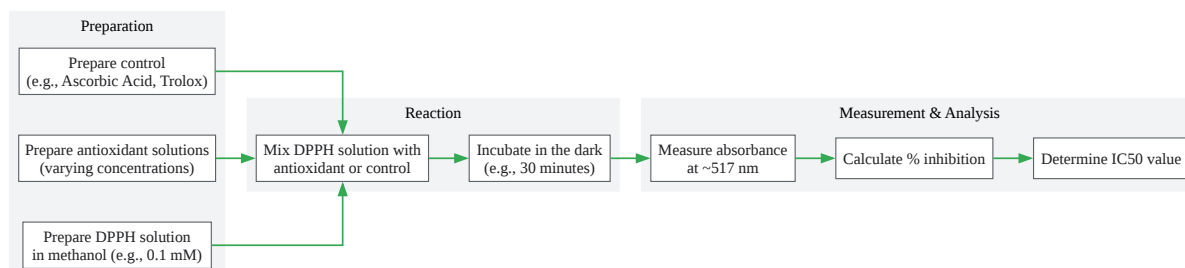 Preparation
Prepare control
(e.g., Ascorbic Acid, Trolox)
Prepare antioxidant solutions
(varying concentrations)
Prepare DPPH solution
in methanol (e.g., 0.1 mM)
Reaction
Mix DPPH solution with
antioxidant or control
Incubate in the dark
(e.g., 30 minutes)
Measurement & Analysis
Measure absorbance
at ~517 nm
Calculate % inhibition
Determine IC50 value